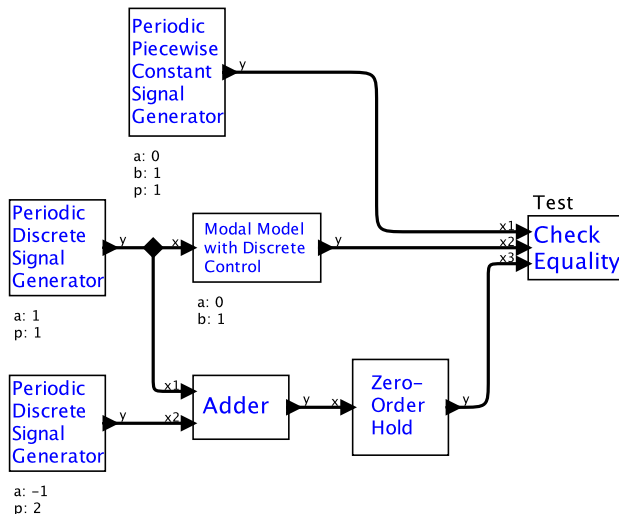 Periodic
Piecewise
Constant
Signal
Generator
y
a: 0
b: 1
p: 1
Periodic
Discrete
Signal
Generator
y
a: 1
p: 1
x
Modal Model
with Discrete
Control
y
a: 0
b: 1
Test
x1
x2
x3
Check
Equality
Periodic
Discrete
Signal
Generator
y
a: -1
p: 2
x1
x2
Adder
y
x
Zero-
Order
Hold
y